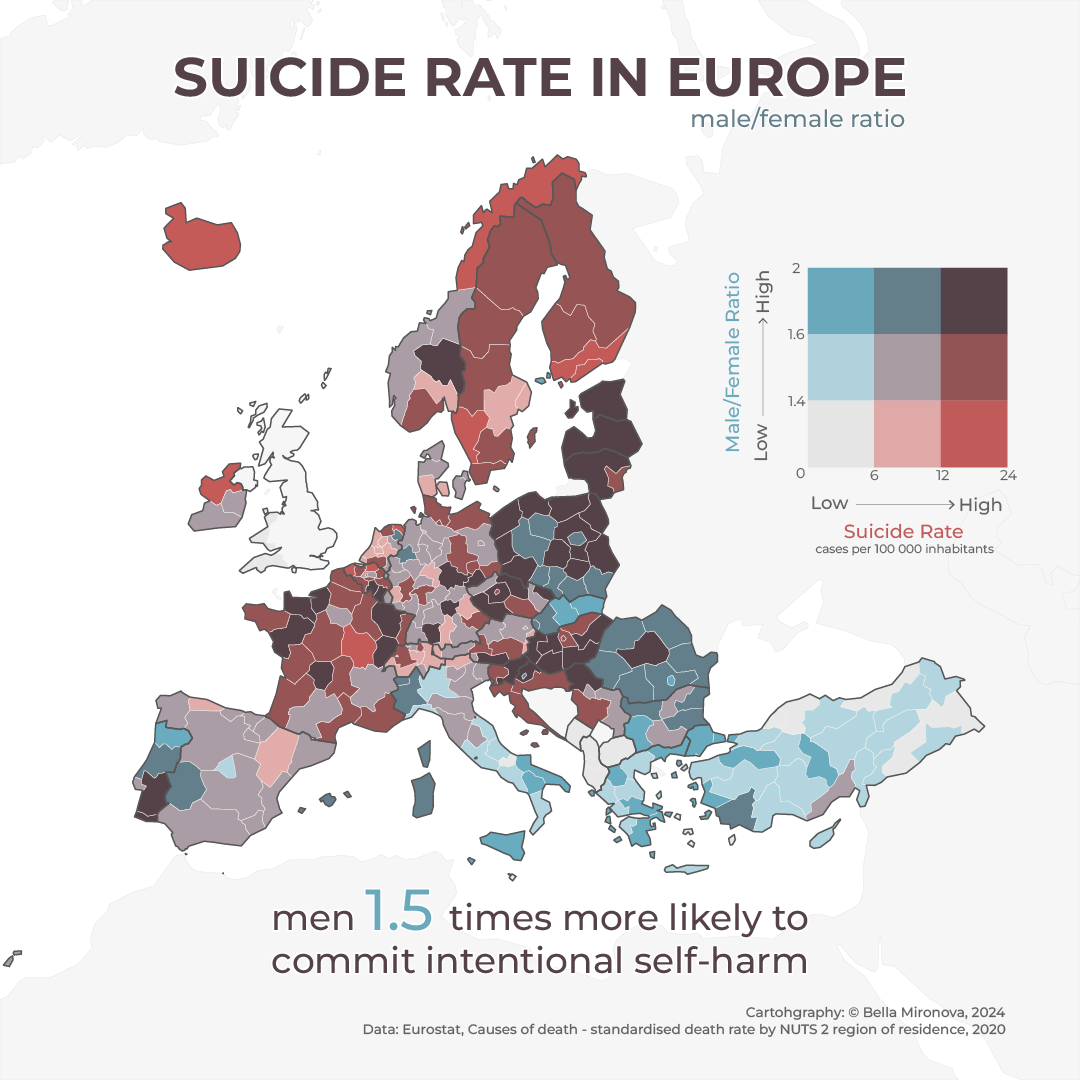 SUICIDE RATE IN EUROPE
male/female ratio
Male/Female Ratio
Low
High
2
1.6
1.4
0
6
12
24
Low
High
Suicide Rate
cases per 100 000 inhabitants
men 1.5 times more likely to
commit intentional self-harm
Cartohgraphy: © Bella Mironova, 2024
Data: Eurostat, Causes of death - standardised death rate by NUTS 2 region of residence, 2020